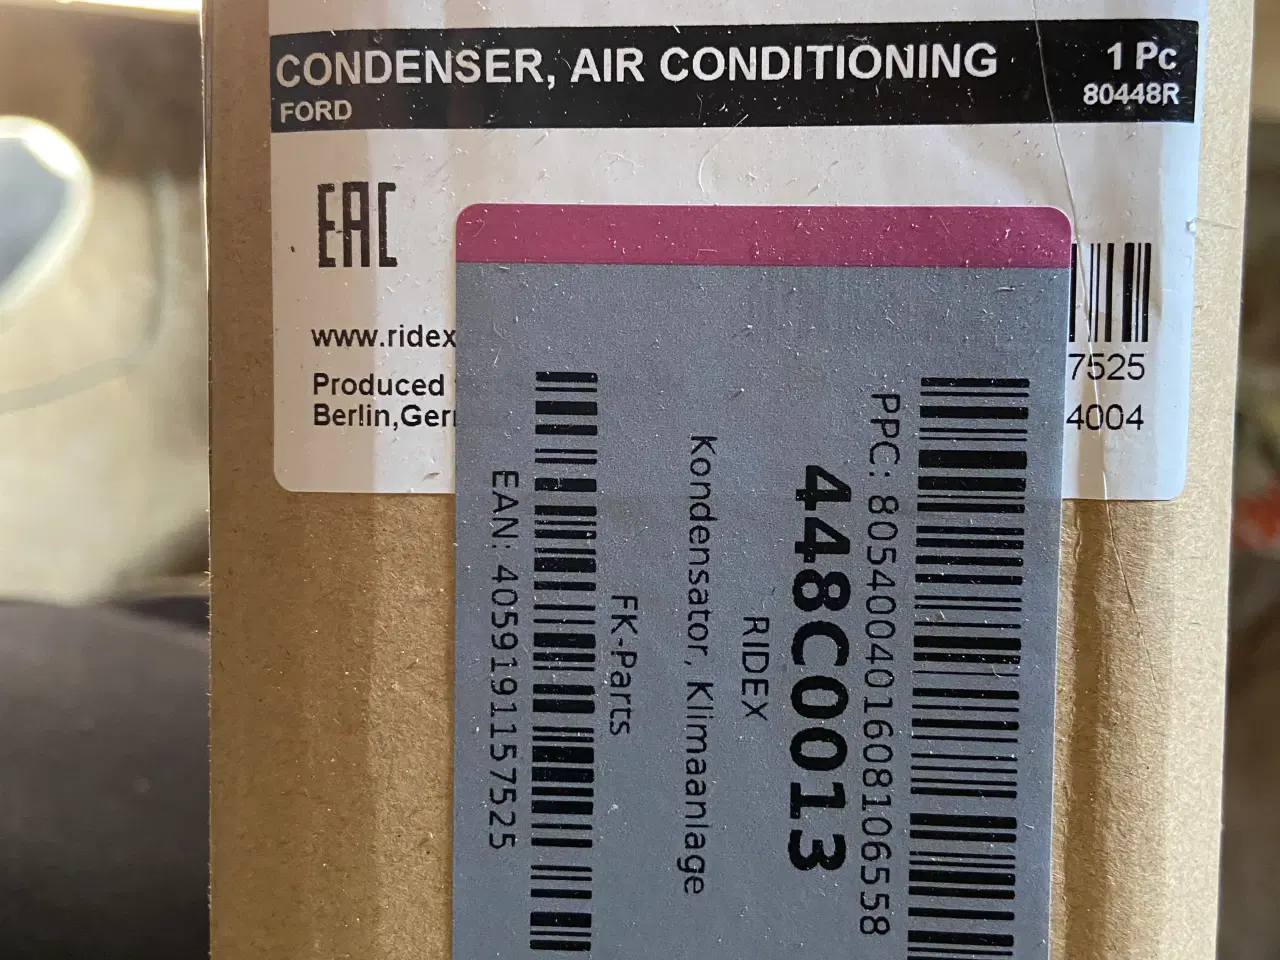 CONDENSER, AIR CONDITIONING
1 Pc
FORD
80448R
EAC
www.ridex
Produced
Berlin,Ger
7525
4004
PPC: 8054000401608106558
448C0013
RIDEX
Kondensator, Klimaanlage
FK-Parts
EAN: 4059191157525